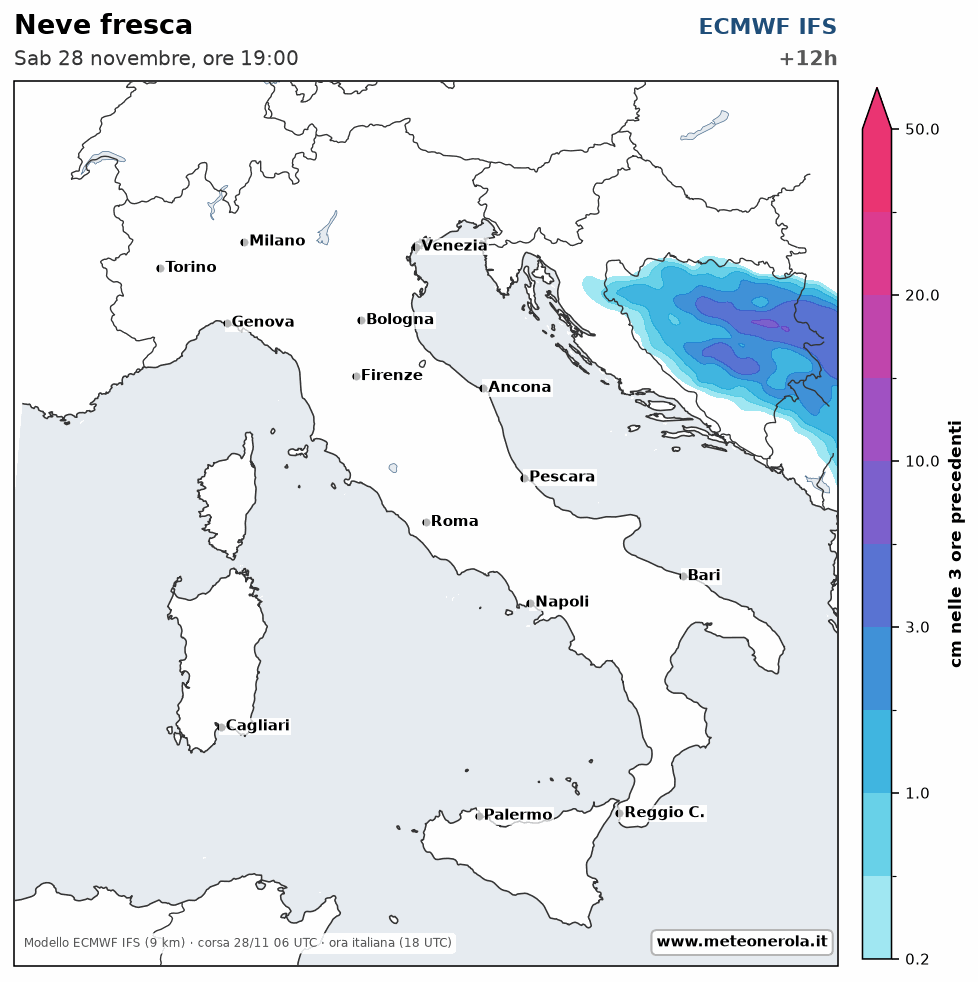 Neve fresca
ECMWF IFS
Sab 28 novembre, ore 19:00
+12h
50.0
20.0
10.0
3.0
1.0
0.2
cm nelle 3 ore precedenti
Milano
Venezia
Torino
Genova
Bologna
Firenze
Ancona
Pescara
Roma
Bari
Napoli
Cagliari
Palermo
Reggio C.
Modello ECMWF IFS (9 km) · corsa 28/11 06 UTC · ora italiana (18 UTC)
www.meteonerola.it